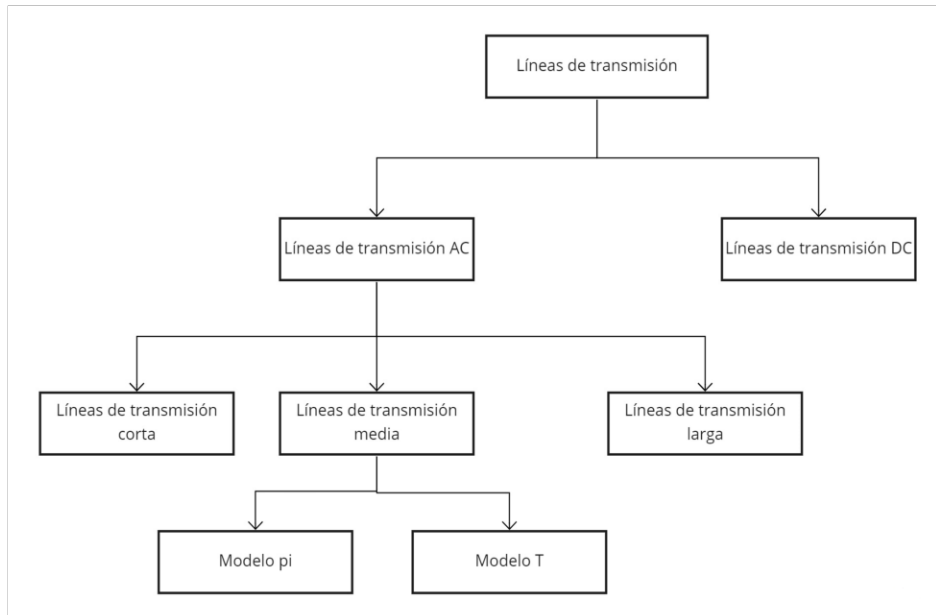 Líneas de transmisión
Líneas de transmisión AC
Líneas de transmisión DC
Líneas de transmisión
corta
Líneas de transmisión
media
Líneas de transmisión
larga
Modelo pi
Modelo T